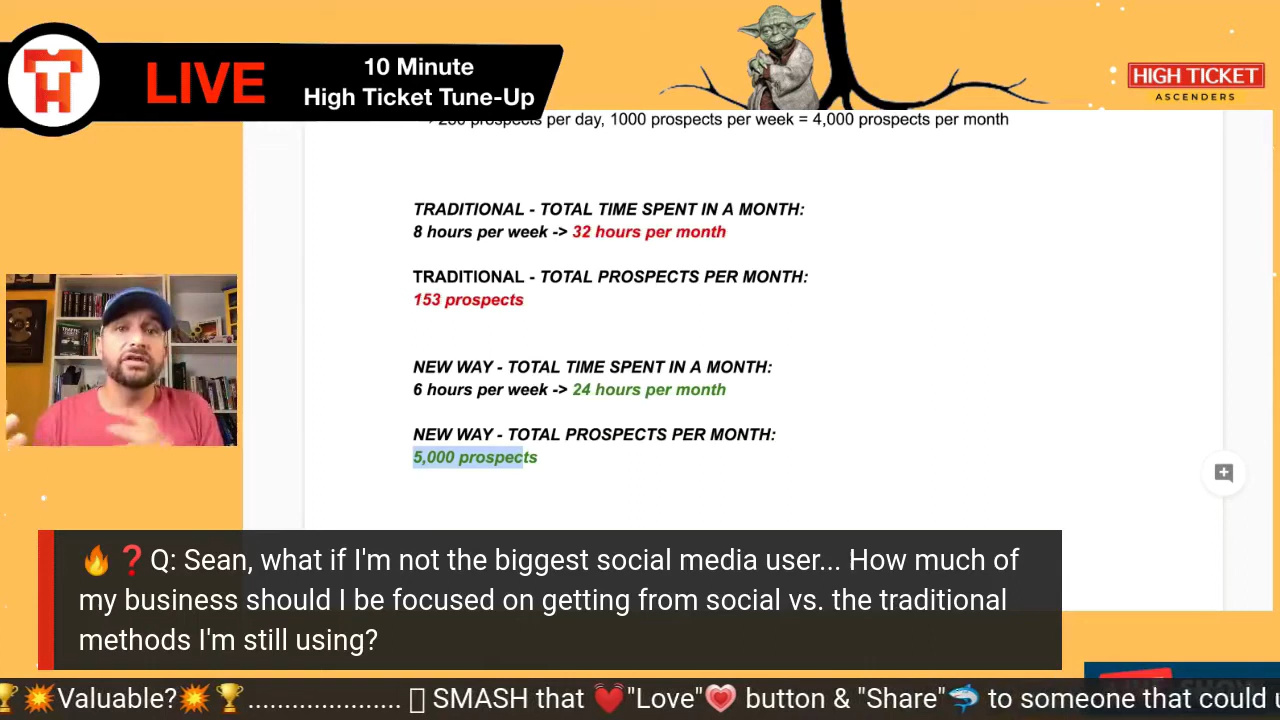 LIVE
10 Minute
High Ticket Tune-Up
HIGH TICKET
ASCENDERS
prospects per day, 1000 prospects per week = 4,000 prospects per month
TRADITIONAL - TOTAL TIME SPENT IN A MONTH:
8 hours per week -> 32 hours per month
TRADITIONAL - TOTAL PROSPECTS PER MONTH:
153 prospects
NEW WAY - TOTAL TIME SPENT IN A MONTH:
6 hours per week -> 24 hours per month
NEW WAY - TOTAL PROSPECTS PER MONTH:
5,000 prospects
🔥❓Q: Sean, what if I'm not the biggest social media user... How much of
my business should I be focused on getting from social vs. the traditional
methods I'm still using?
🏆💥Valuable?💥🏆.................... SMASH that 💓"Love"💗 button & "Share"🦈 to someone that could